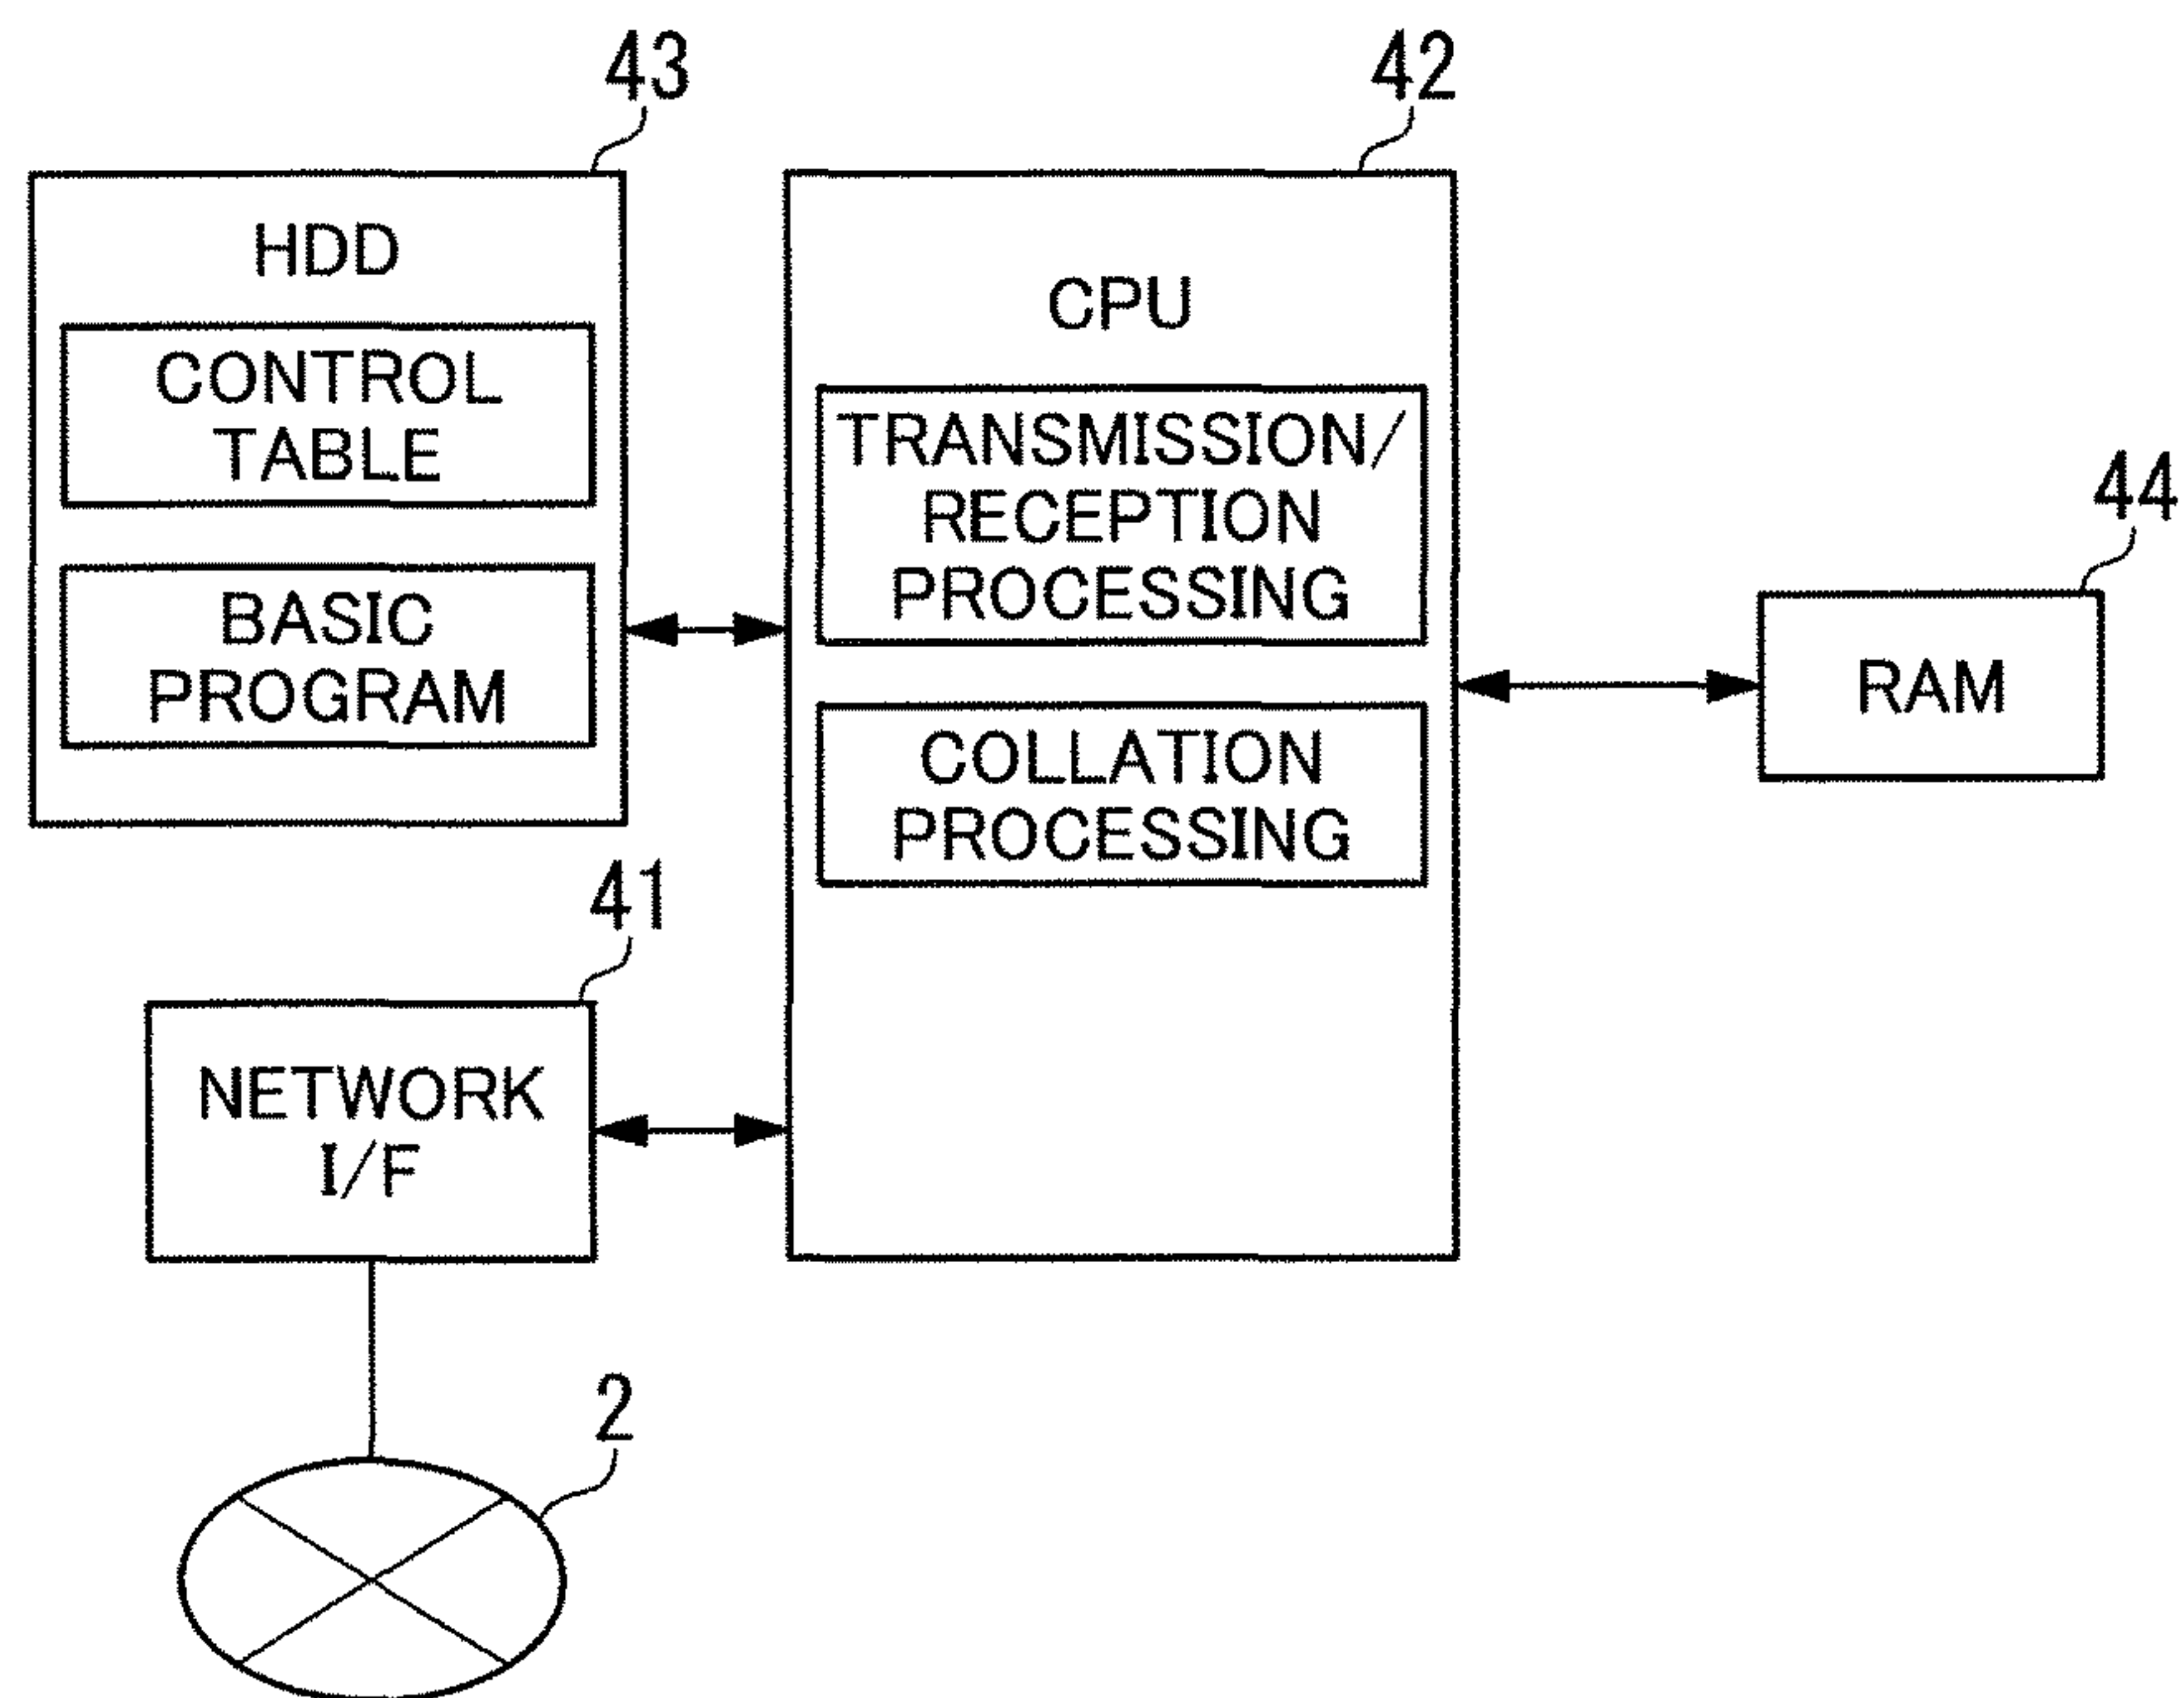 43
HDD
CONTROL
TABLE
BASIC
PROGRAM
42
CPU
TRANSMISSION/
RECEPTION
PROCESSING
COLLATION
PROCESSING
44
RAM
41
NETWORK
I/F
2